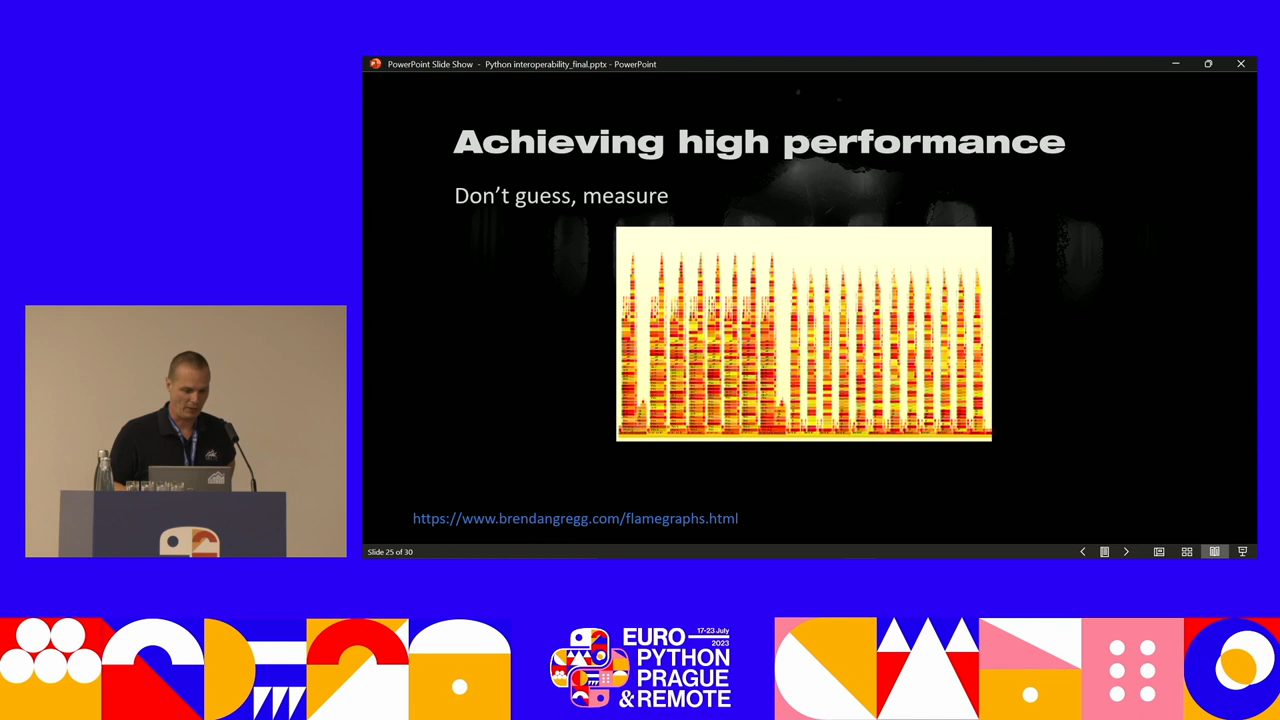 PowerPoint Slide Show - Python interoperability_final.pptx - PowerPoint
Achieving high performance
Don't guess, measure
https://www.brendangregg.com/flamegraphs.html
Slide 25 of 30
EURO 17-23 July 2023
PYTHON
PRAGUE
& REMOTE